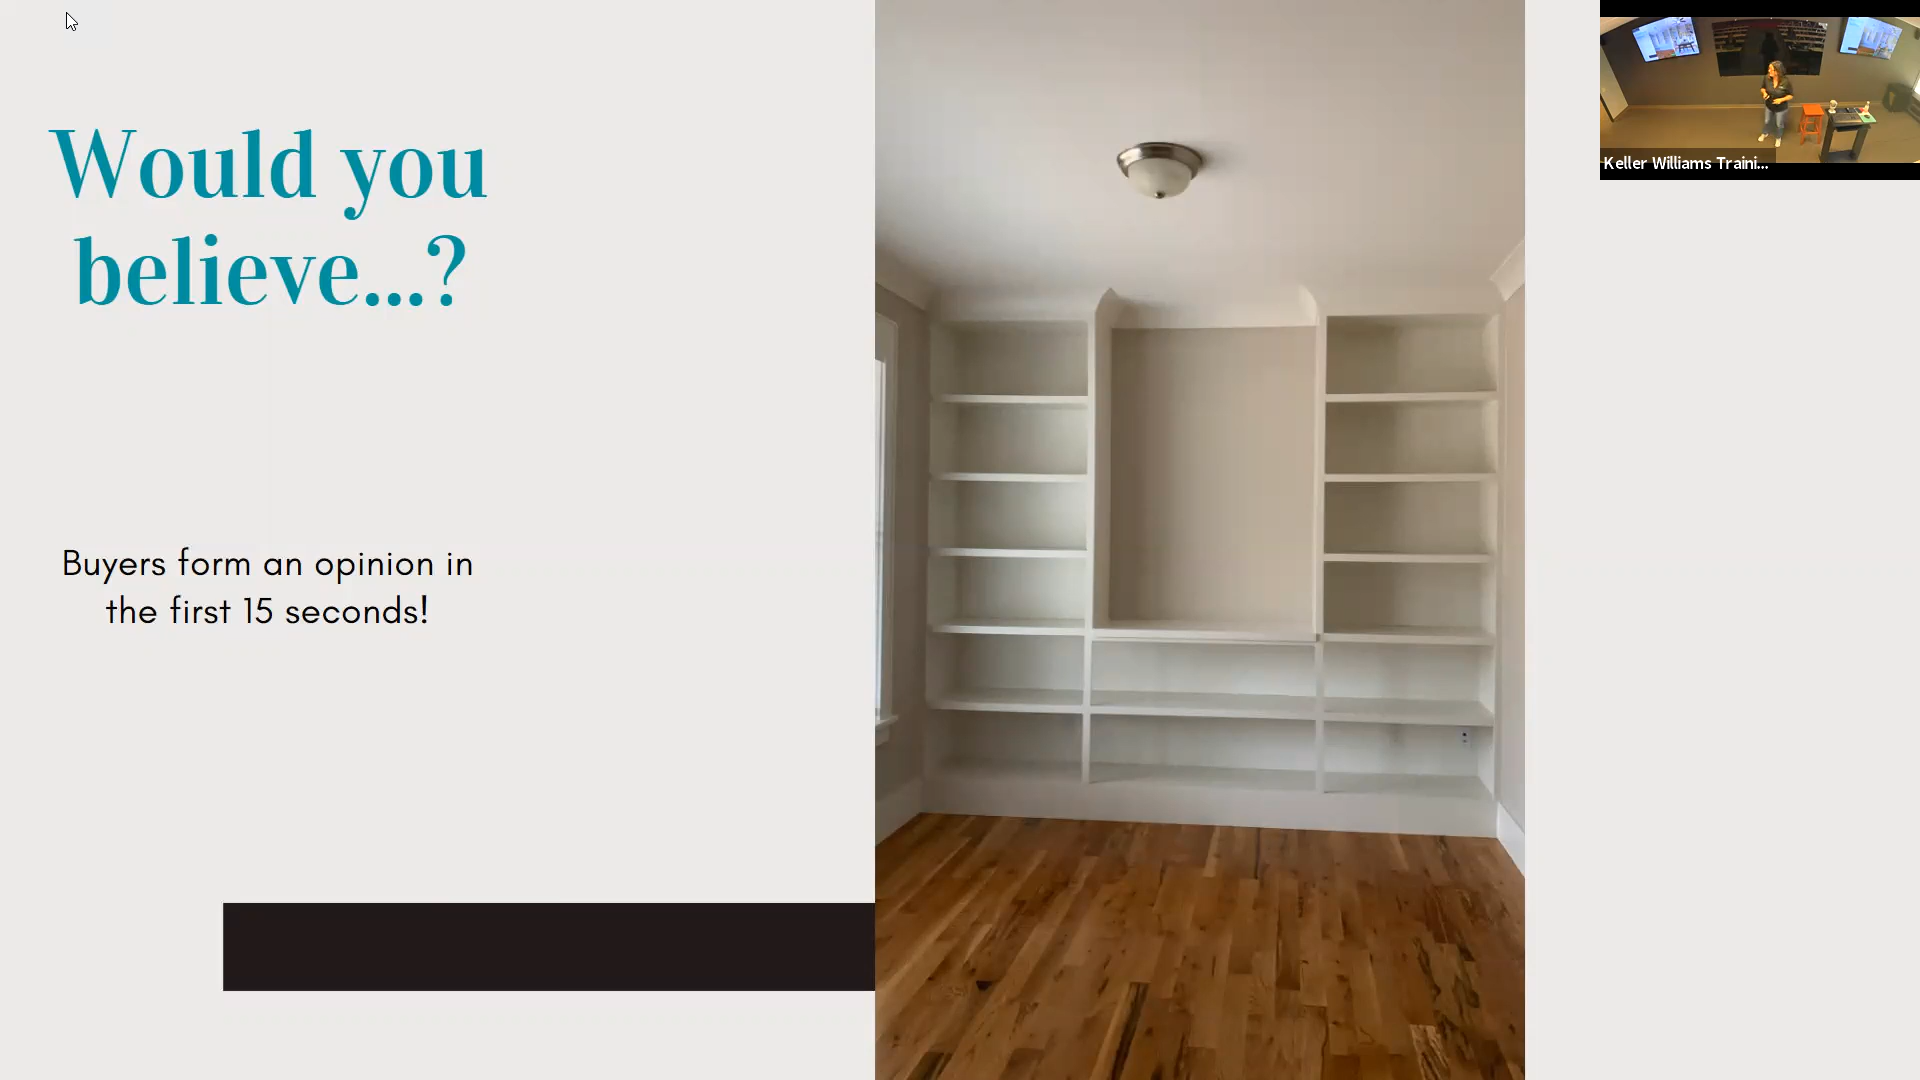 Would you
believe...?
Buyers form an opinion in
the first 15 seconds!
Keller Williams Traini...